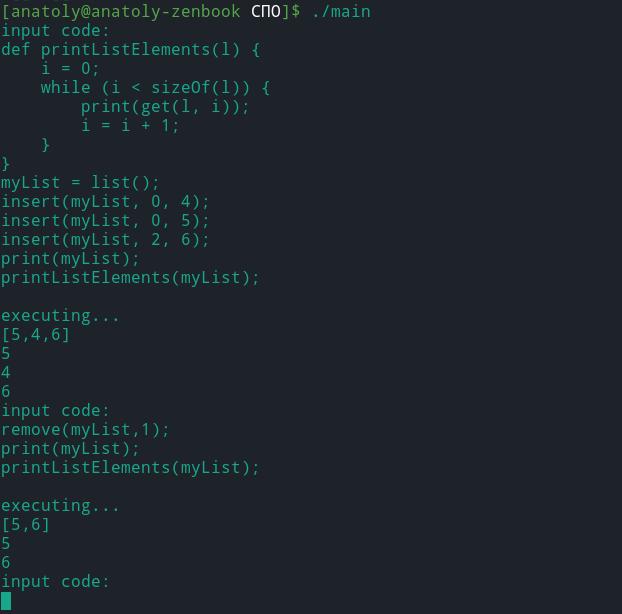 [anatoly@anatoly-zenbook СПО]$ ./main
input code:
def printListElements(l) {
    i = 0;
    while (i < sizeOf(l)) {
        print(get(l, i));
        i = i + 1;
    }
}
myList = list();
insert(myList, 0, 4);
insert(myList, 0, 5);
insert(myList, 2, 6);
print(myList);
printListElements(myList);

executing...
[5,4,6]
5
4
6
input code:
remove(myList,1);
print(myList);
printListElements(myList);

executing...
[5,6]
5
6
input code: